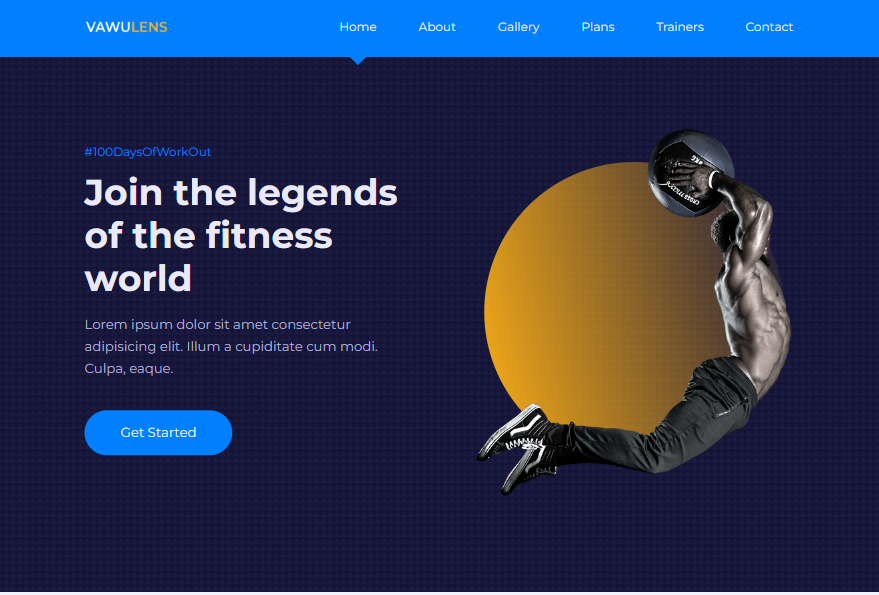 VAWULENS
Home About Gallery Plans Trainers Contact
#100DaysOfWorkOut
Join the legends
of the fitness
world
Lorem ipsum dolor sit amet consectetur
adipisicing elit. Illum a cupiditate cum modi.
Culpa, eaque.
Get Started